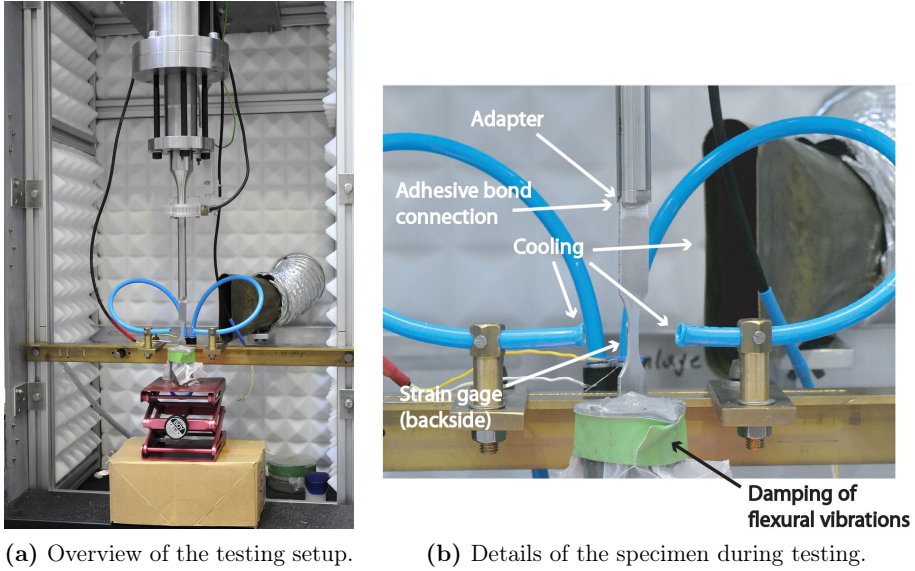 Adapter
Adhesive bond
connection
Cooling
Strain gage
(backside)
Damping of
flexural vibrations
(a) Overview of the testing setup.
(b) Details of the specimen during testing.